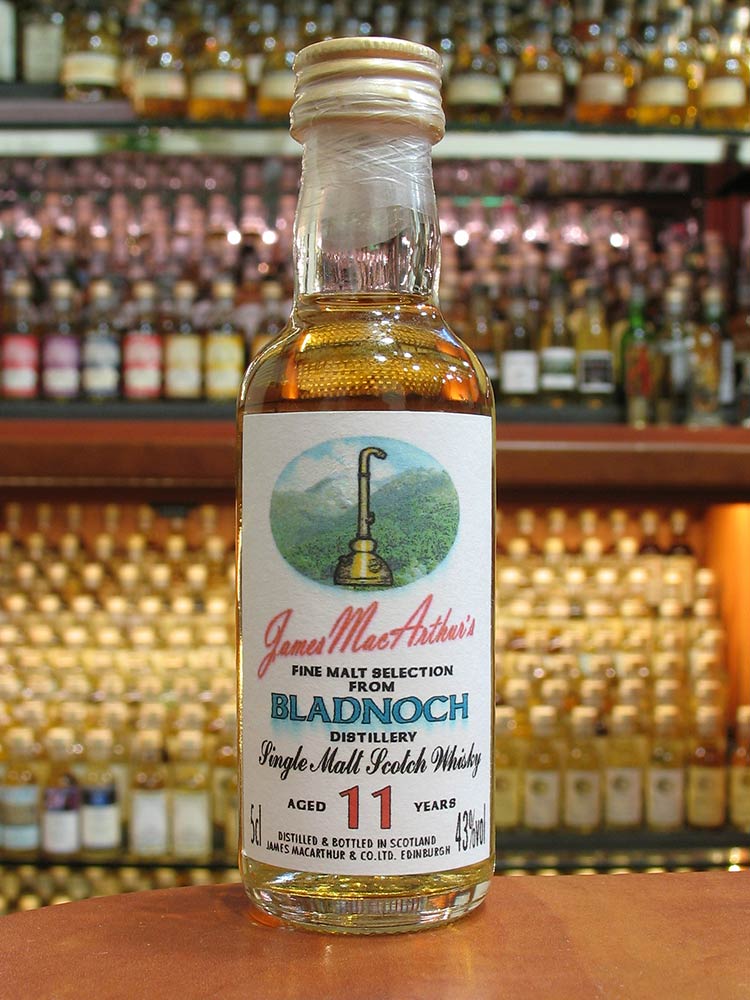 James MacArthur's
FINE MALT SELECTION
FROM
BLADNOCH
DISTILLERY
Single Malt Scotch Whisky
AGED 11 YEARS
5cl 43%vol
DISTILLED & BOTTLED IN SCOTLAND
JAMES MACARTHUR & CO.LTD. EDINBURGH